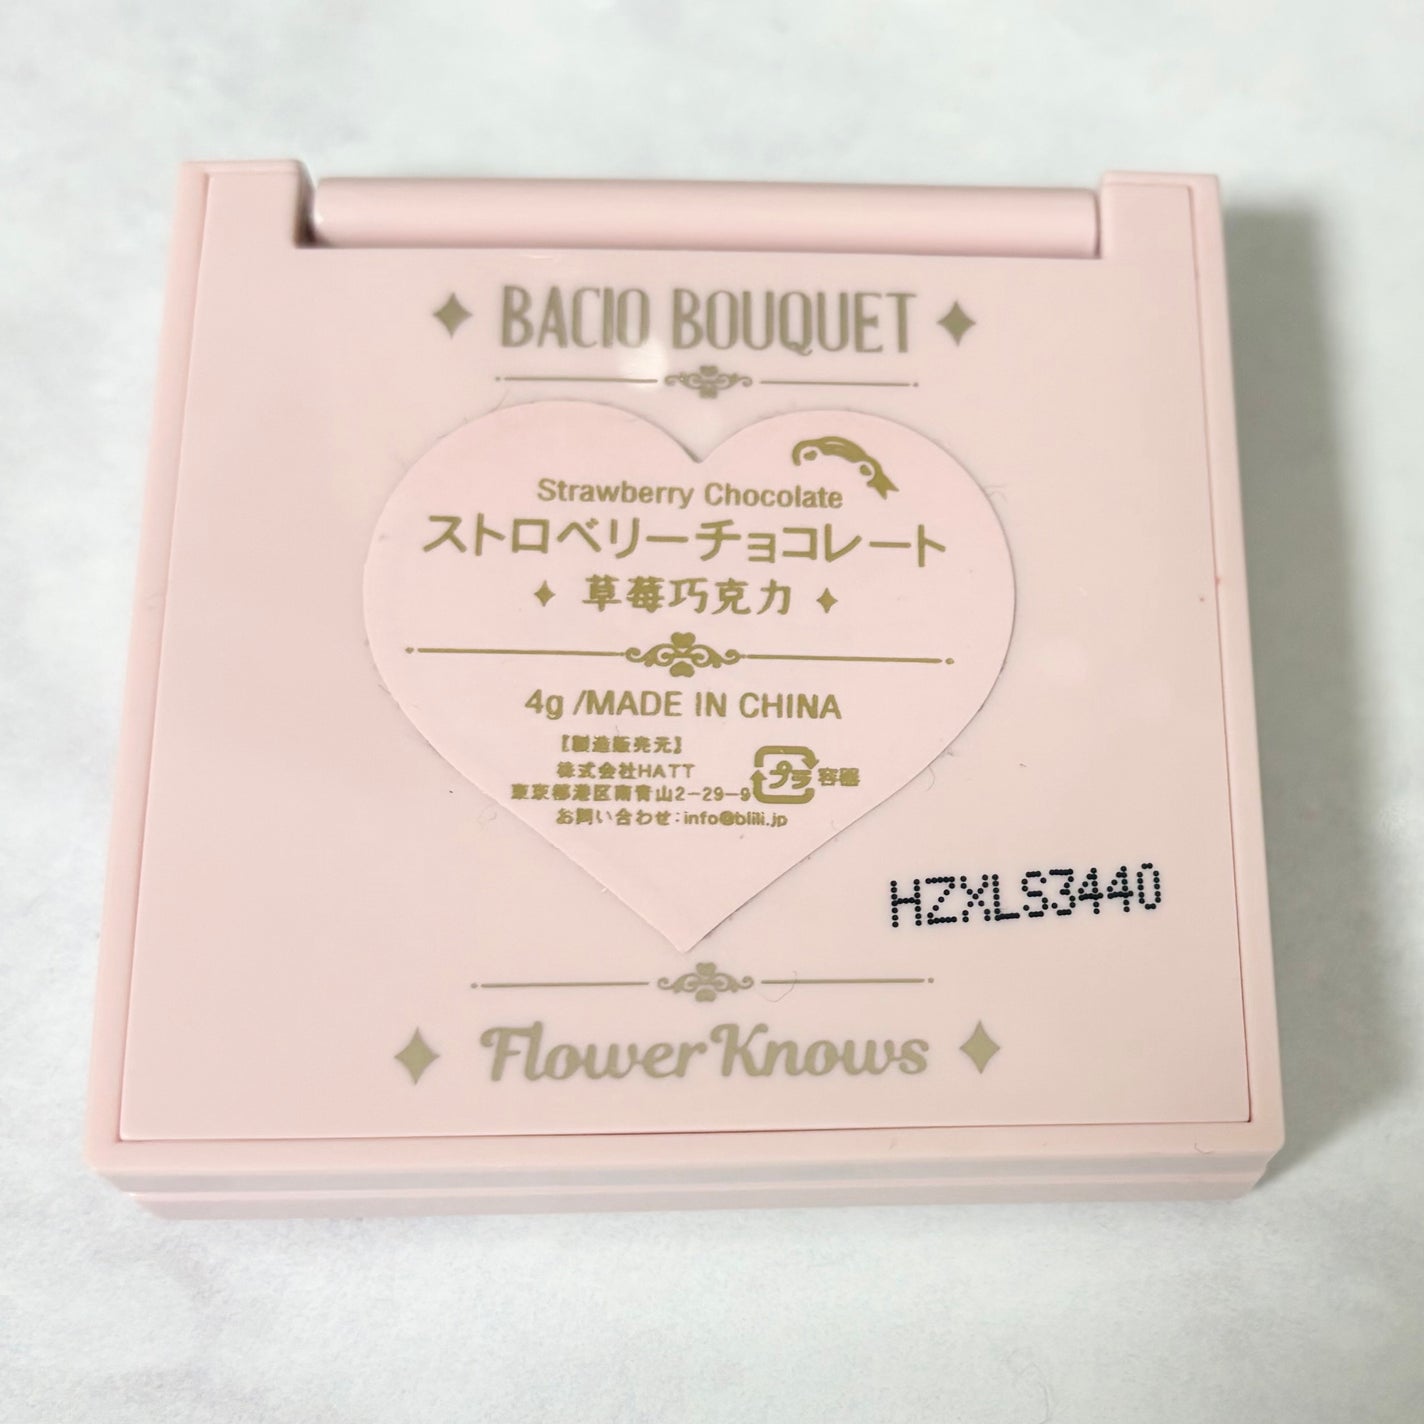 BACIO BOUQUET
Strawberry Chocolate
ストロベリーチョコレート
草莓巧克力
4g /MADE IN CHINA
【製造販売元】
株式会社HATT
東京都港区南青山2-29-9
プラ 容器
お問い合わせ:info@blili.jp
HZXLS3440
FlowerKnows